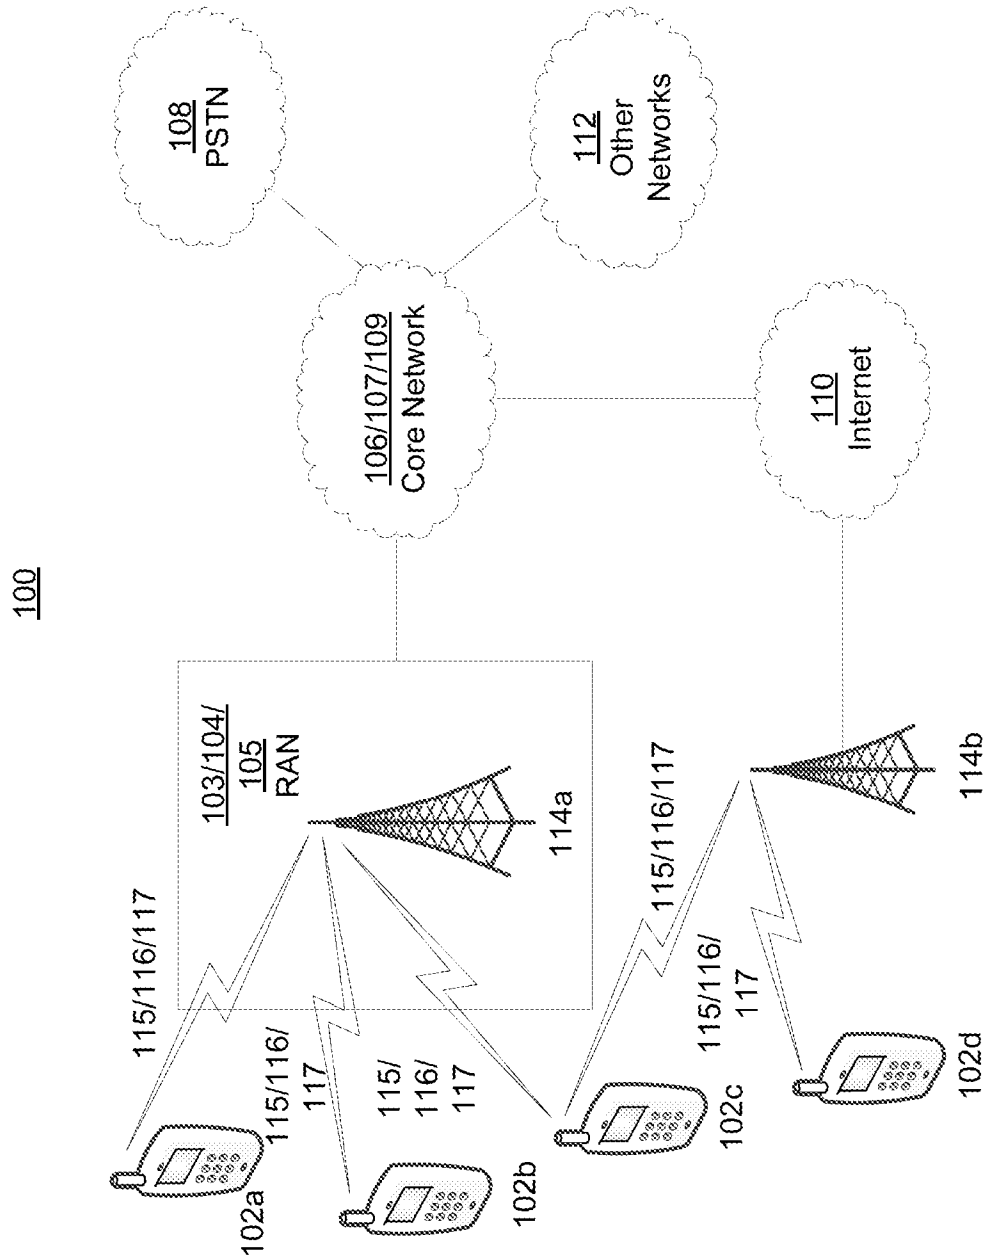 100
115/116/117
102a
115/116/
117
102b
115/
116/
117
102c
115/116/117
115/116/
117
102d
103/104/
105
RAN
114a
114b
106/107/109
Core Network
108
PSTN
112
Other
Networks
110
Internet